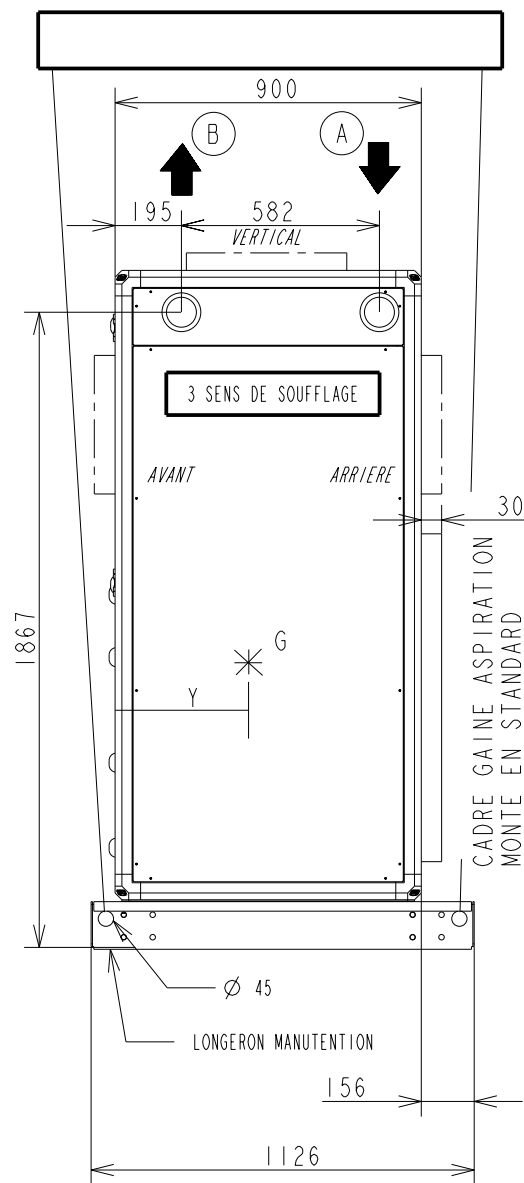 900
B
A
195
582
VERTICAL
3 SENS DE SOUFFLAGE
AVANT
ARRIERE
30
CADRE GAINE ASPIRATION
MONTE EN STANDARD
1867
G
Y
Ø 45
LONGERON MANUTENTION
156
1126